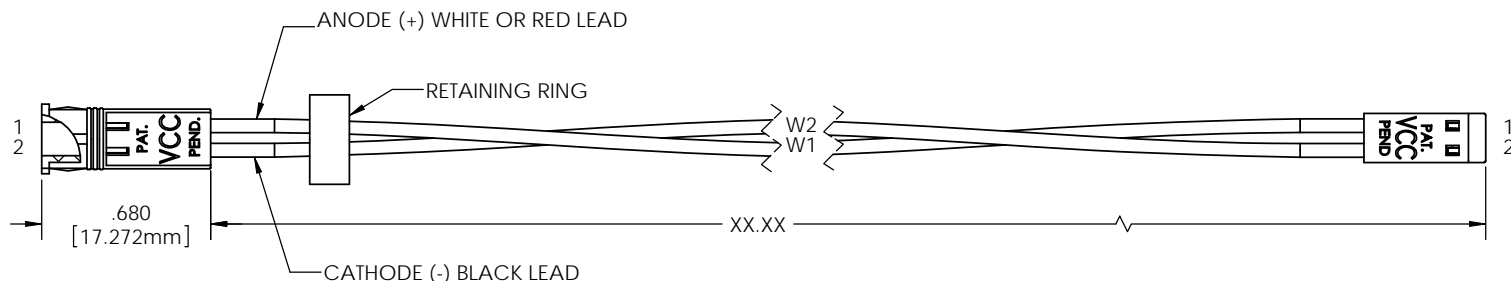 ANODE (+) WHITE OR RED LEAD
RETAINING RING
1
2
PAT.
VCC
PEND.
W2
W1
PAT.
VCC
PEND
1
2
.680
[17.272mm]
XX.XX
CATHODE (-) BLACK LEAD